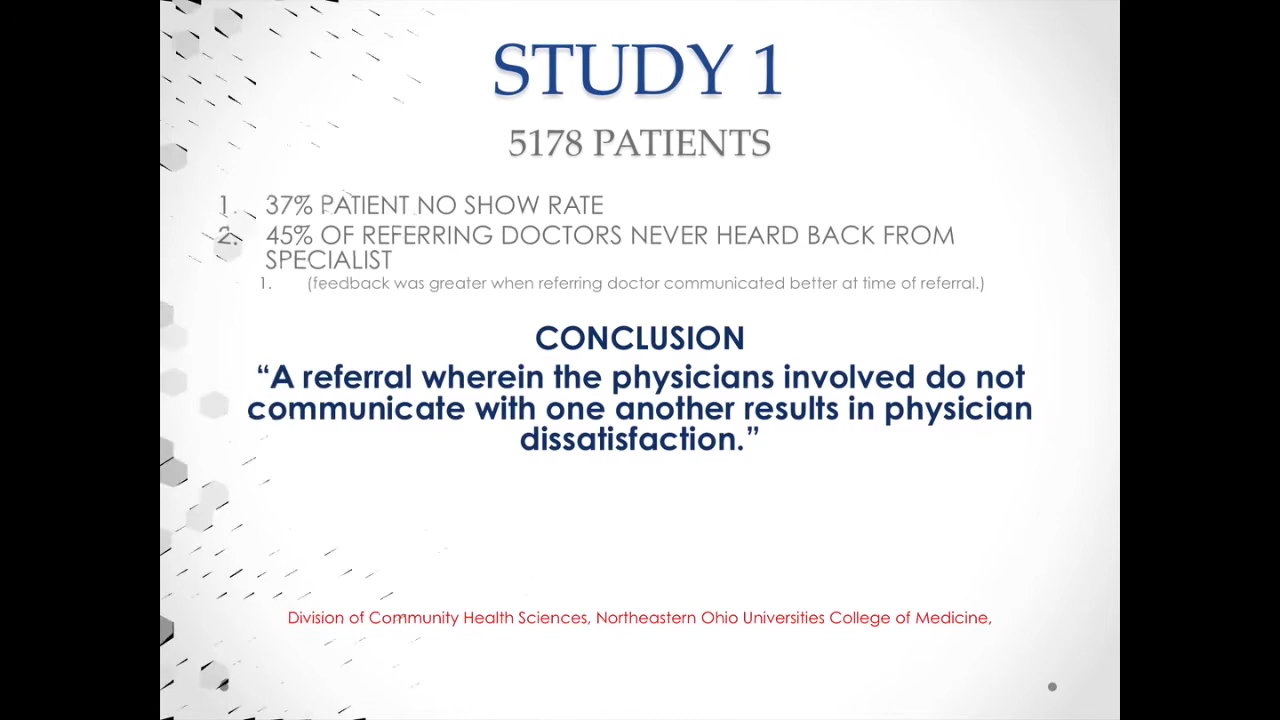 STUDY 1
5178 PATIENTS
1. 37% PATIENT NO SHOW RATE
2. 45% OF REFERRING DOCTORS NEVER HEARD BACK FROM
SPECIALIST
1. (feedback was greater when referring doctor communicated better at time of referral.)
CONCLUSION
“A referral wherein the physicians involved do not
communicate with one another results in physician
dissatisfaction.”
Division of Community Health Sciences, Northeastern Ohio Universities College of Medicine,